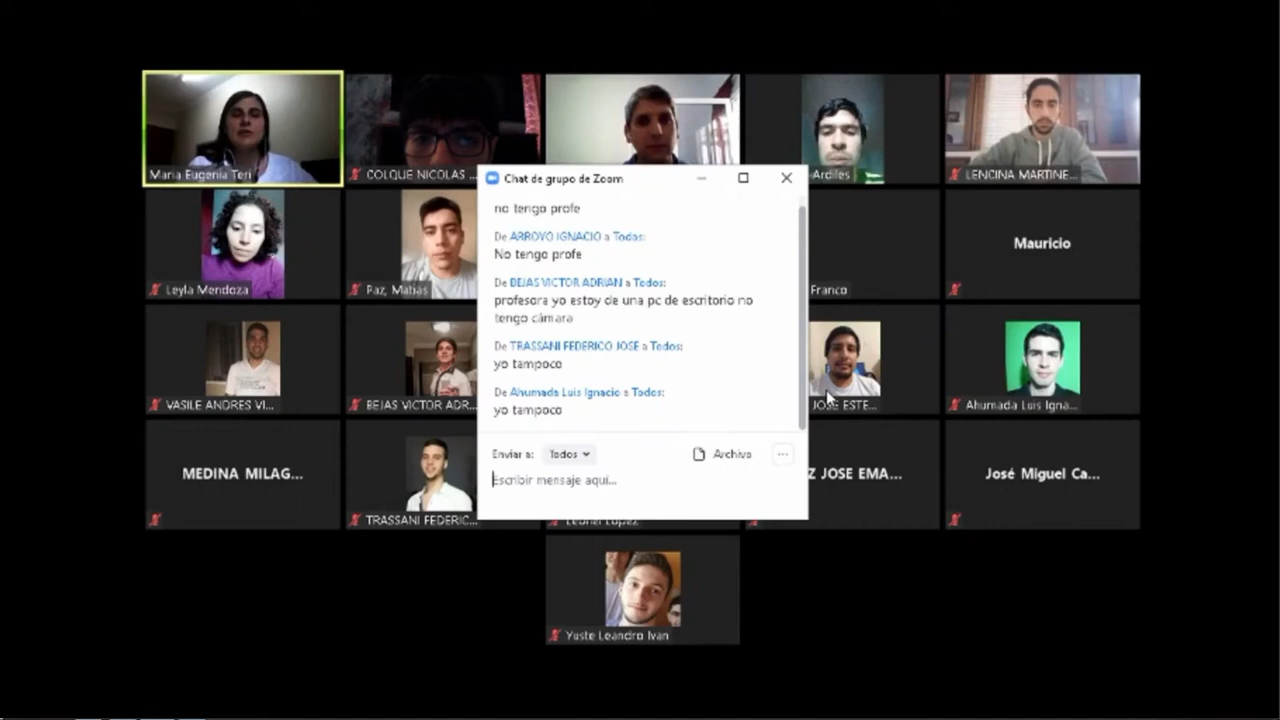 Maria Eugenia Teri
COLQUE NICOLAS ...
Ardiles
LENCINA MARTINE...
Chat de grupo de Zoom
no tengo profe
De ARROYO IGNACIO a Todos:
No tengo profe
De BEJAS VICTOR ADRIAN a Todos:
profesora yo estoy de una pc de escritorio no
tengo cámara
De TRASSANI FEDERICO JOSE a Todos:
yo tampoco
De Ahumada Luis Ignacio a Todos:
yo tampoco
Enviar a: Todos
Archivo
...
Escribir mensaje aquí...
Leyla Mendoza
Paz, Matias
Franco
Mauricio
VASILE ANDRES VI...
BEJAS VICTOR ADR...
JOSE ESTE...
Ahumada Luis Igna...
MEDINA MILAG...
TRASSANI FEDERIC...
Leonel Lopez
Z JOSE EMA...
José Miguel Ca...
Yuste Leandro Ivan